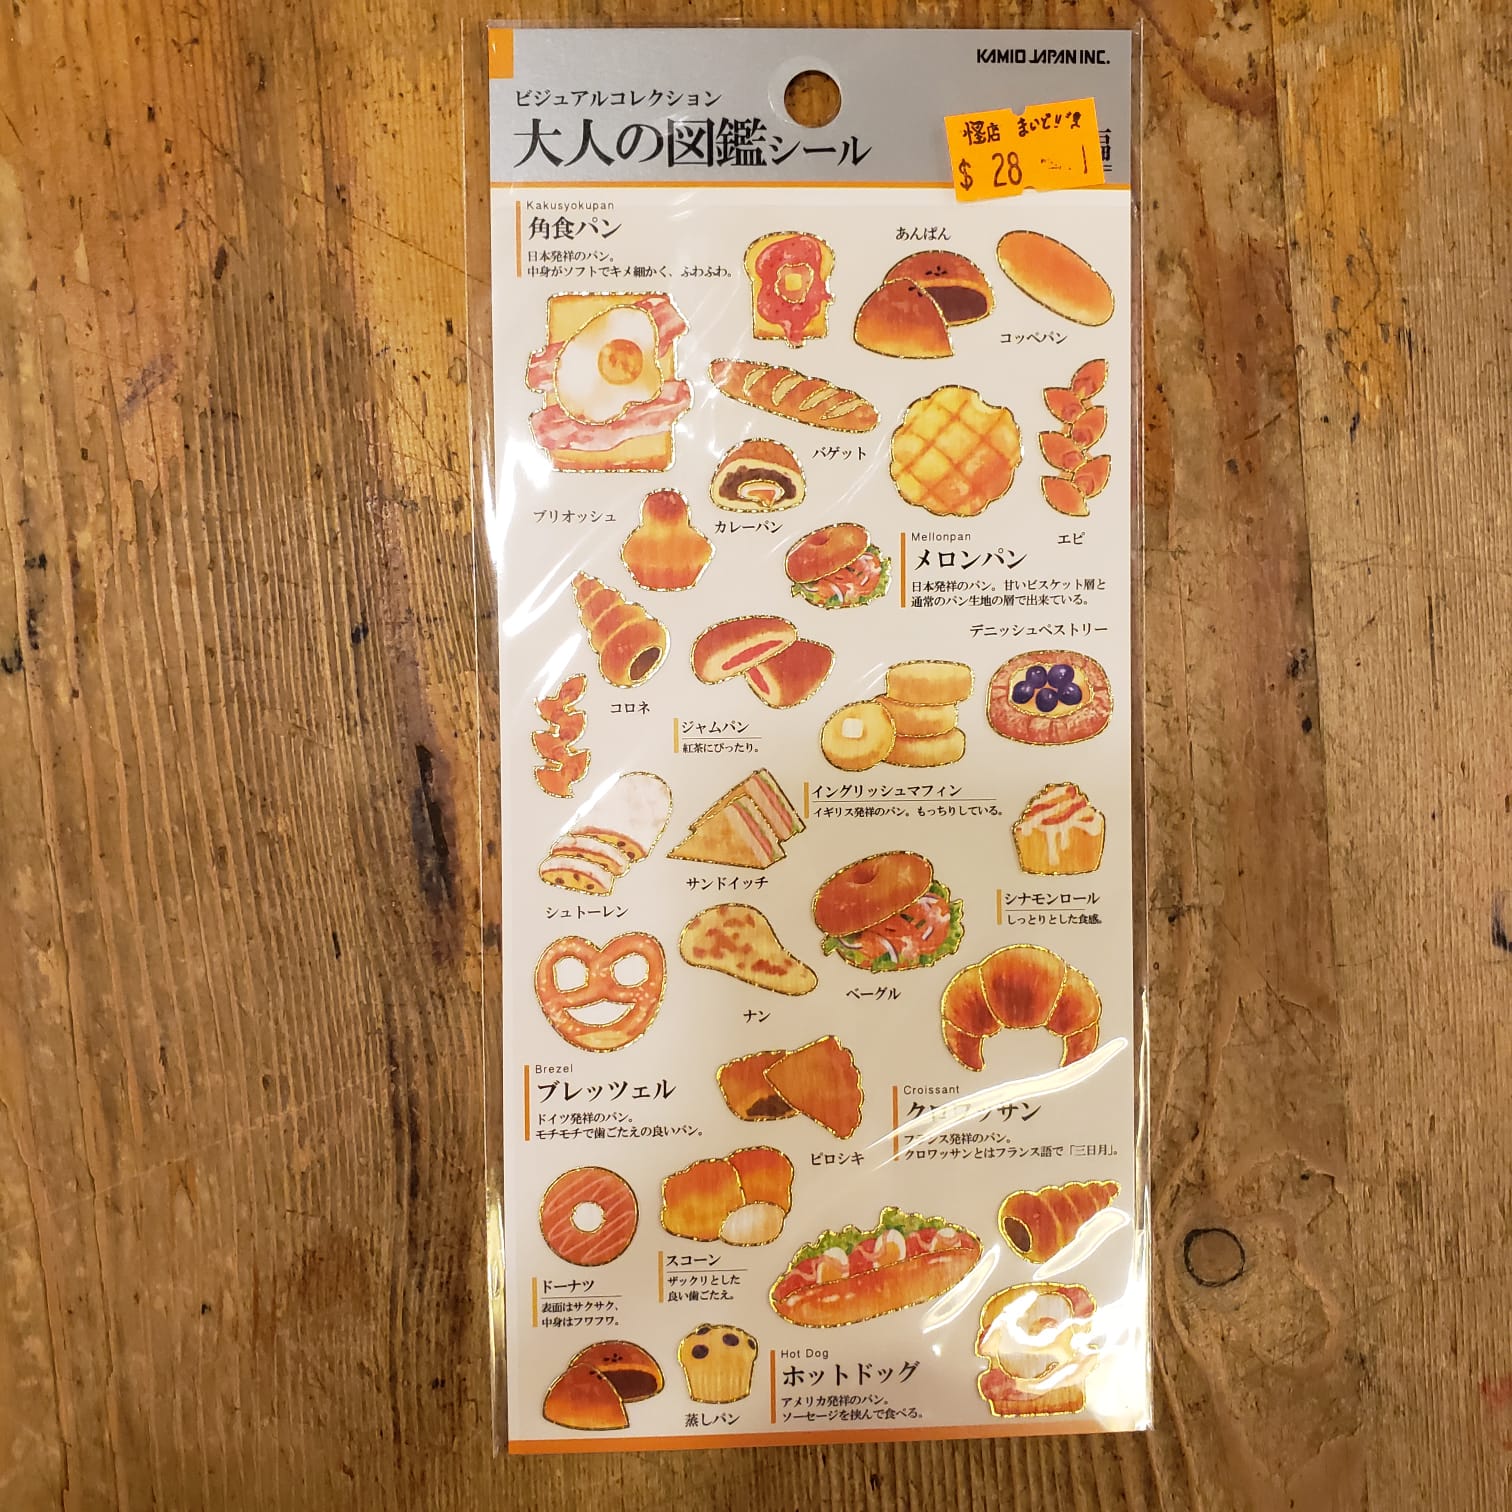 KAMIO JAPAN INC.
ビジュアルコレクション
大人の図鑑シール
$ 28
Kakusyokupan
角食パン
日本発祥のパン。
中身がソフトでキメ細かく、ふわふわ。
あんぱん
コッペパン
バゲット
ブリオッシュ
カレーパン
エピ
Mellonpan
メロンパン
日本発祥のパン。甘いビスケット層と
通常のパン生地の層で出来ている。
デニッシュペストリー
コロネ
ジャムパン
紅茶にぴったり。
イングリッシュマフィン
イギリス発祥のパン。もっちりしている。
サンドイッチ
シナモンロール
しっとりとした食感。
シュトーレン
ベーグル
ナン
Brezel
ブレッツェル
ドイツ発祥のパン。
モチモチで歯ごたえの良いパン。
Croissant
クロワッサン
フランス発祥のパン。
クロワッサンとはフランス語で「三日月」。
ピロシキ
スコーン
ザックリとした
良い歯ごたえ。
ドーナツ
表面はサクサク、
中身はフワフワ。
Hot Dog
ホットドッグ
アメリカ発祥のパン。
ソーセージを挟んで食べる。
蒸しパン